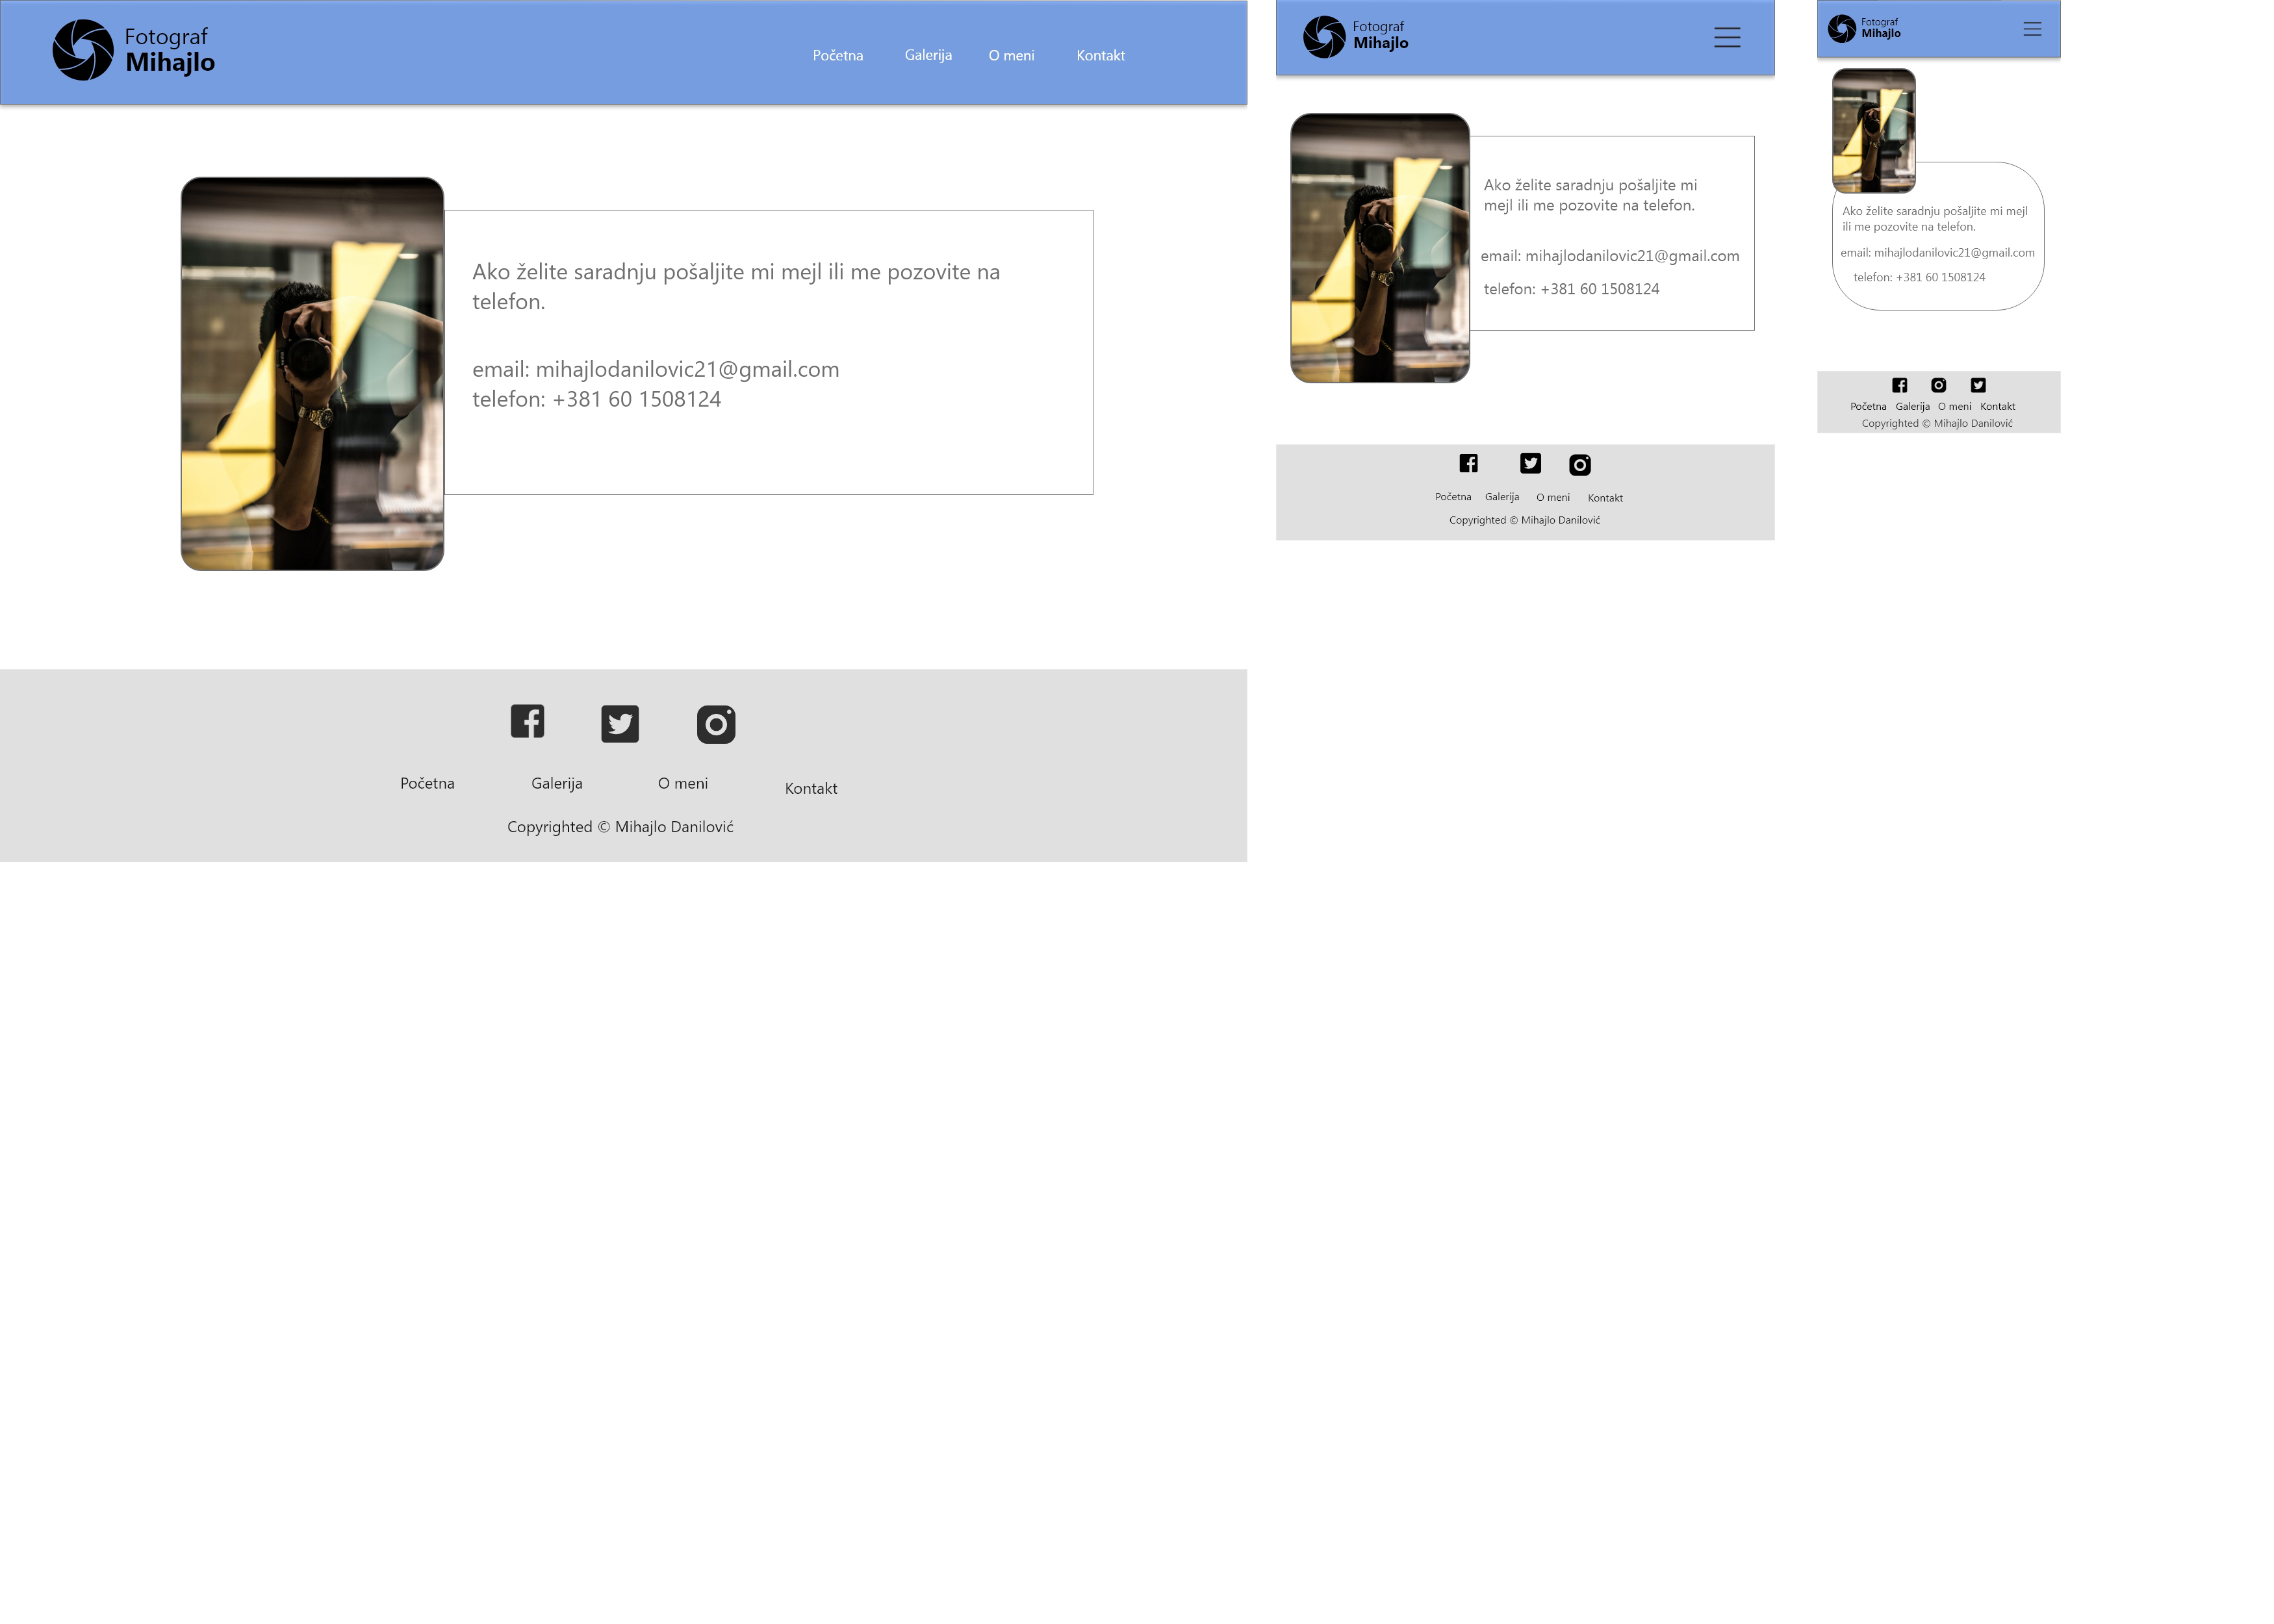 Fotograf
Mihajlo
Početna Galerija O meni Kontakt
Ako želite saradnju pošaljite mi mejl ili me pozovite na
telefon.
email: mihajlodanilovic21@gmail.com
telefon: +381 60 1508124
Početna Galerija O meni Kontakt
Copyrighted © Mihajlo Danilović
Fotograf
Mihajlo
Ako želite saradnju pošaljite mi
mejl ili me pozovite na telefon.
email: mihajlodanilovic21@gmail.com
telefon: +381 60 1508124
Početna Galerija O meni Kontakt
Copyrighted © Mihajlo Danilović
Fotograf
Mihajlo
Ako želite saradnju pošaljite mi mejl
ili me pozovite na telefon.
email: mihajlodanilovic21@gmail.com
telefon: +381 60 1508124
Početna Galerija O meni Kontakt
Copyrighted © Mihajlo Danilović